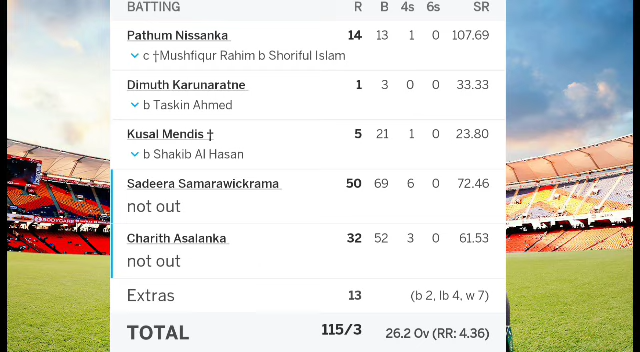 BATTING R B 4s 6s SR
Pathum Nissanka 14 13 1 0 107.69
c †Mushfiqur Rahim b Shoriful Islam
Dimuth Karunaratne 1 3 0 0 33.33
b Taskin Ahmed
Kusal Mendis † 5 21 1 0 23.80
b Shakib Al Hasan
Sadeera Samarawickrama 50 69 6 0 72.46
not out
Charith Asalanka 32 52 3 0 61.53
not out
Extras 13 (b 2, lb 4, w 7)
TOTAL 115/3 26.2 Ov (RR: 4.36)